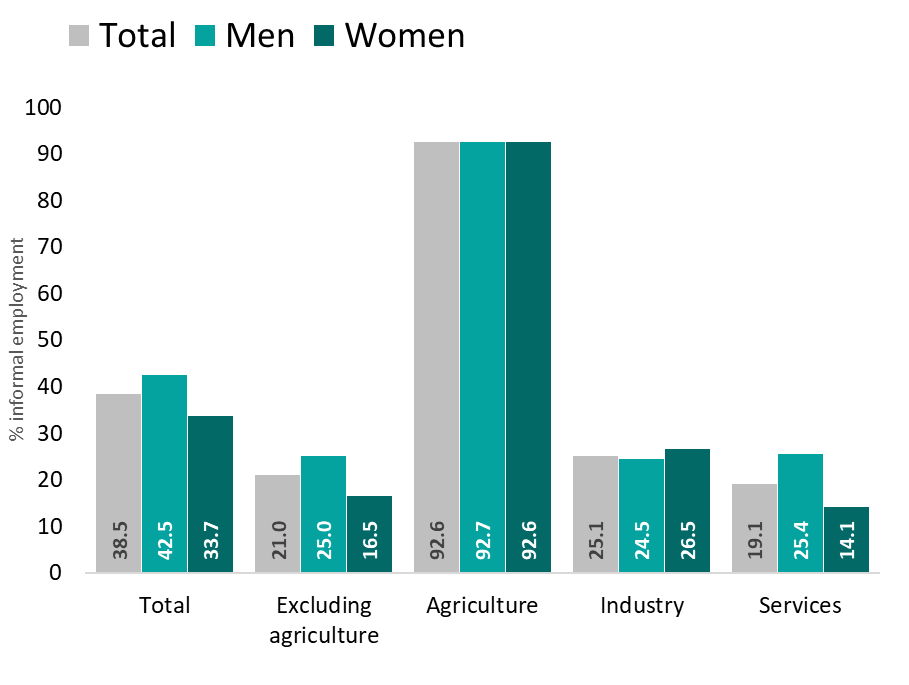 Total Men Women
% informal employment
100
90
80
70
60
50
40
30
20
10
0
38.5 42.5 33.7 21.0 25.0 16.5 92.6 92.7 92.6 25.1 24.5 26.5 19.1 25.4 14.1
Total Excluding agriculture Agriculture Industry Services